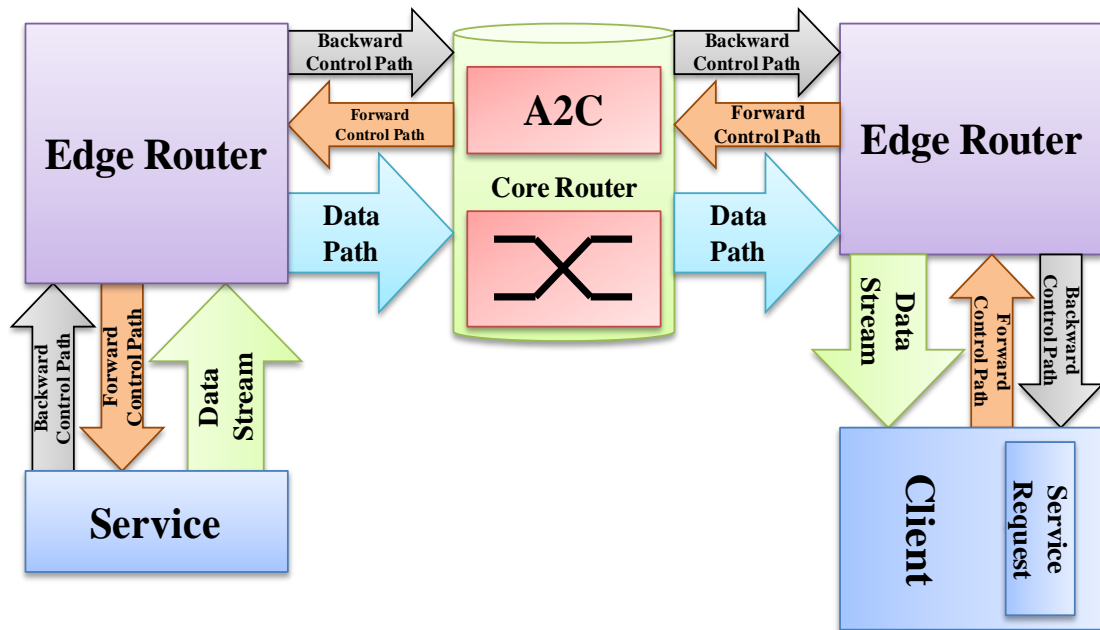 Edge Router
Backward
Control Path
Forward
Control Path
Data
Path
A2C
Core Router
Backward
Control Path
Forward
Control Path
Data
Path
Edge Router
Backward
Control Path
Forward
Control Path
Data
Stream
Service
Data
Stream
Forward
Control Path
Backward
Control Path
Client
Service
Request